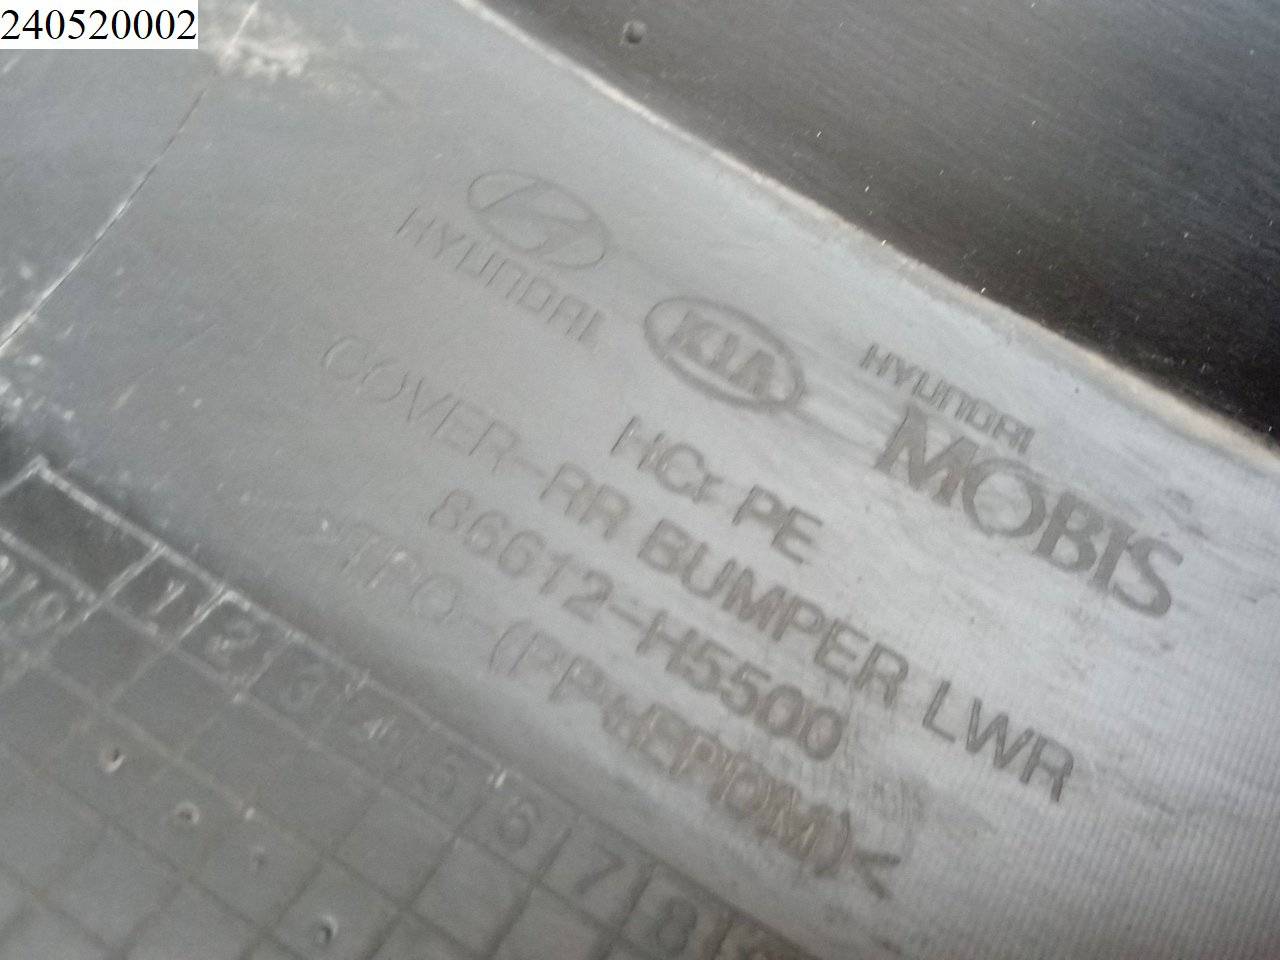 240520002
HYUNDAI
KIA
HYUNDAI
MOBIS
HCr PE
COVER-RR BUMPER LWR
86612-H5500
>TPO-(PP+EPDM)<
1 2 3 4 5 6 7 8